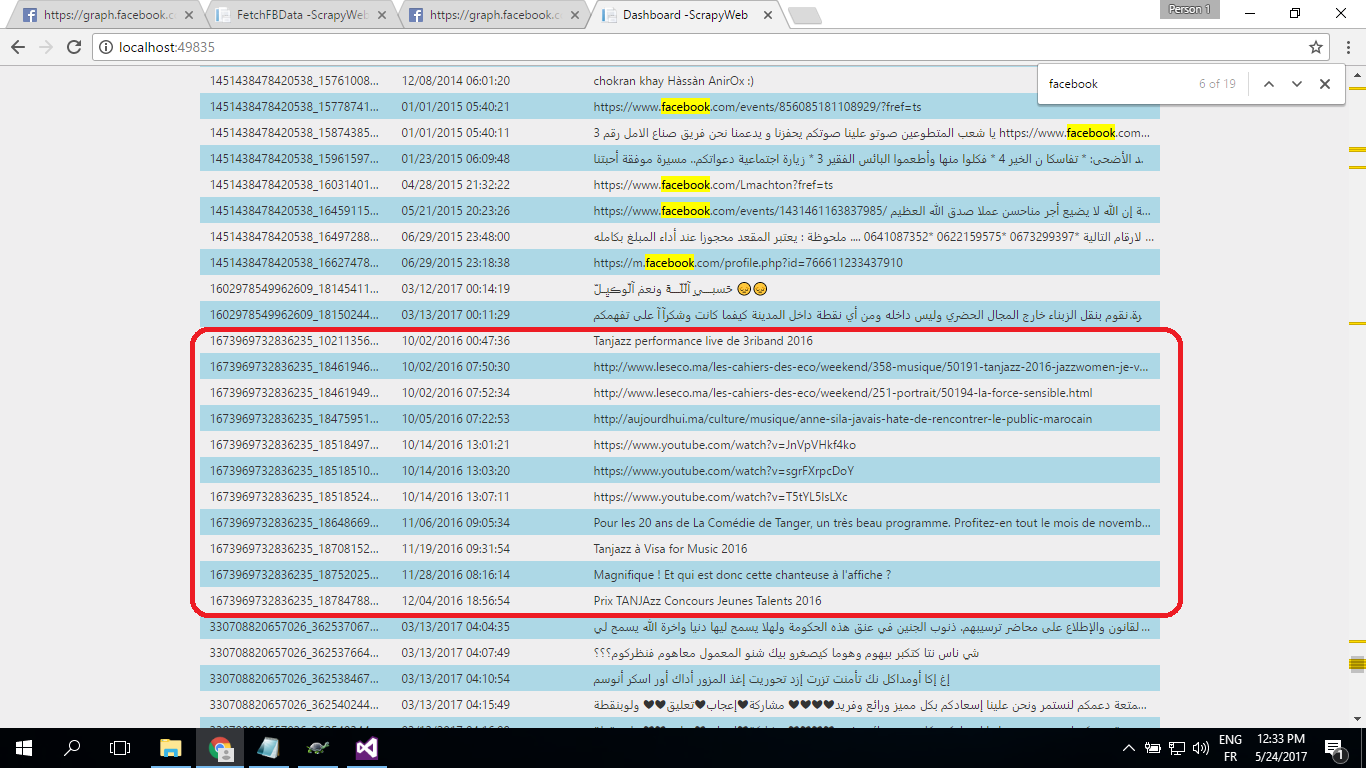 https://graph.facebook.c
FetchFBData -ScrapyWeb
https://graph.facebook.c
Dashboard -ScrapyWeb
Person 1
localhost:49835
facebook 6 of 19
1451438478420538_15761008... 12/08/2014 06:01:20 chokran khay Hàssàn AnirOx :)
1451438478420538_15778741... 01/01/2015 05:40:21 https://www.facebook.com/events/856085181108929/?fref=ts
1451438478420538_15874385... 01/01/2015 05:40:11 يا شعب المتطوعين صوتو علينا صوتكم يحفزنا و يدعمنا نحن فريق صناع الامل رقم 3 https://www.facebook.com...
1451438478420538_15961597... 01/23/2015 06:09:48 د الأضحى: * تفاسكا ن الخير 4 * فكلوا منها وأطعموا البائس الفقير 3 * زيارة اجتماعية دعواتكم.. مسيرة موفقة أحبتنا
1451438478420538_16031401... 04/28/2015 21:32:22 https://www.facebook.com/Lmachton?fref=ts
1451438478420538_16459115... 05/21/2015 20:23:26 https://www.facebook.com/events/1431461163837985/ ة إن الله لا يضيع أجر مناحسن عملا صدق الله العظيم...
1451438478420538_16497288... 06/29/2015 23:48:00 ... لارقام التالية *0673299397 *0622159575 *0641087352 .... ملحوظة : يعتبر المقعد محجوزا عند أداء المبلغ بكامله
1451438478420538_16627478... 06/29/2015 23:18:38 https://m.facebook.com/profile.php?id=766611233437910
1602978549962609_18145411... 03/12/2017 00:14:19 حسبــي آللــه ونعم آلوكيل 😞😞
1602978549962609_18150244... 03/13/2017 00:11:29 رة.نقوم بنقل الزبناء خارج المجال الحضري وليس داخله ومن أي نقطة داخل المدينة كيفما كانت وشكرآ آ على تفهمكم
1673969732836235_10211356... 10/02/2016 00:47:36 Tanjazz performance live de 3riband 2016
1673969732836235_18461946... 10/02/2016 07:50:30 http://www.leseco.ma/les-cahiers-des-eco/weekend/358-musique/50191-tanjazz-2016-jazzwomen-je-v...
1673969732836235_18461949... 10/02/2016 07:52:34 http://www.leseco.ma/les-cahiers-des-eco/weekend/251-portrait/50194-la-force-sensible.html
1673969732836235_18475951... 10/05/2016 07:22:53 http://aujourdhui.ma/culture/musique/anne-sila-javais-hate-de-rencontrer-le-public-marocain
1673969732836235_18518497... 10/14/2016 13:01:21 https://www.youtube.com/watch?v=JnVpVHkf4ko
1673969732836235_18518510... 10/14/2016 13:03:20 https://www.youtube.com/watch?v=sgrFXrpcDoY
1673969732836235_18518524... 10/14/2016 13:07:11 https://www.youtube.com/watch?v=T5tYL5IsLXc
1673969732836235_18648669... 11/06/2016 09:05:34 Pour les 20 ans de La Comédie de Tanger, un très beau programme. Profitez-en tout le mois de novemb...
1673969732836235_18708152... 11/19/2016 09:31:54 Tanjazz à Visa for Music 2016
1673969732836235_18752025... 11/28/2016 08:16:14 Magnifique ! Et qui est donc cette chanteuse à l'affiche ?
1673969732836235_18784788... 12/04/2016 18:56:54 Prix TANJAzz Concours Jeunes Talents 2016
330708820657026_362537067... 03/13/2017 04:04:35 ... لقانون والإطلاع على محاضر ترسيبهم. ذنوب الجنين في عنق هذه الحكومة ولهلا يسمح ليها دنيا واخرة الله يسمح لي
330708820657026_362537664... 03/13/2017 04:07:49 شي ناس نتا كتكبر بيهوم وهوما كيصغرو بيك شنو المعمول معاهوم فنظركوم؟؟؟
330708820657026_362538467... 03/13/2017 04:10:54 إغ إكا أومداكل نك تأمنت تزرت إزد تحوريت إغذ المزور أداك أور اسكر أنوسم
330708820657026_362540244... 03/13/2017 04:15:49 ... متعة دعمكم لنستمر ونحن علينا إسعادكم بكل مميز ورائع وفريد♥♥♥♥ مشاركة♥إعجاب♥تعليق♥♥ ولوبنقطة
ENG
FR
12:33 PM
5/24/2017
1